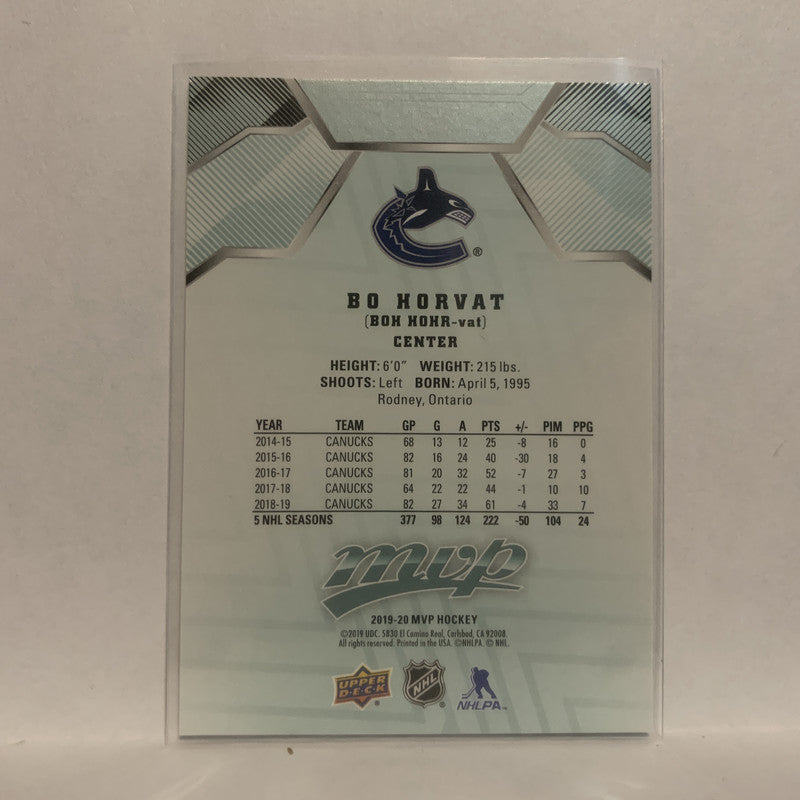 ®
BO HORVAT
(BOH HOHR-vat)
CENTER
HEIGHT: 6'0" WEIGHT: 215 lbs.
SHOOTS: Left BORN: April 5, 1995
Rodney, Ontario
YEAR TEAM GP G A PTS +/- PIM PPG
2014-15 CANUCKS 68 13 12 25 -8 16 0
2015-16 CANUCKS 82 16 24 40 -30 18 4
2016-17 CANUCKS 81 20 32 52 -7 27 3
2017-18 CANUCKS 64 22 22 44 -1 10 10
2018-19 CANUCKS 82 27 34 61 -4 33 7
5 NHL SEASONS 377 98 124 222 -50 104 24
mvp
2019-20 MVP HOCKEY
©2019 UDC. 5830 El Camino Real, Carlsbad, CA 92008.
All rights reserved. Printed in the USA. ©NHLPA. © NHL.
UPPER DECK ® NHL ® NHLPA™